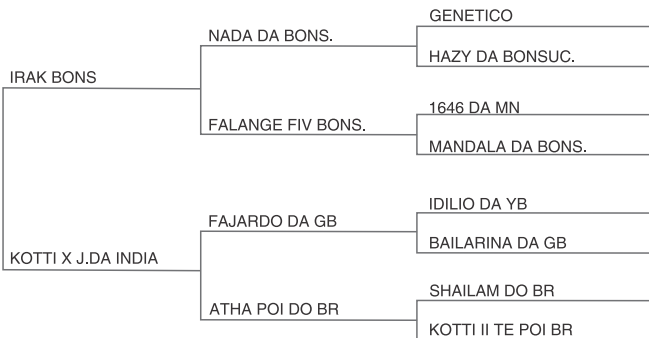 GENETICO
NADA DA BONS.
HAZY DA BONSUC.
IRAK BONS
1646 DA MN
FALANGE FIV BONS.
MANDALA DA BONS.
IDILIO DA YB
FAJARDO DA GB
BAILARINA DA GB
KOTTI X J.DA INDIA
SHAILAM DO BR
ATHA POI DO BR
KOTTI II TE POI BR